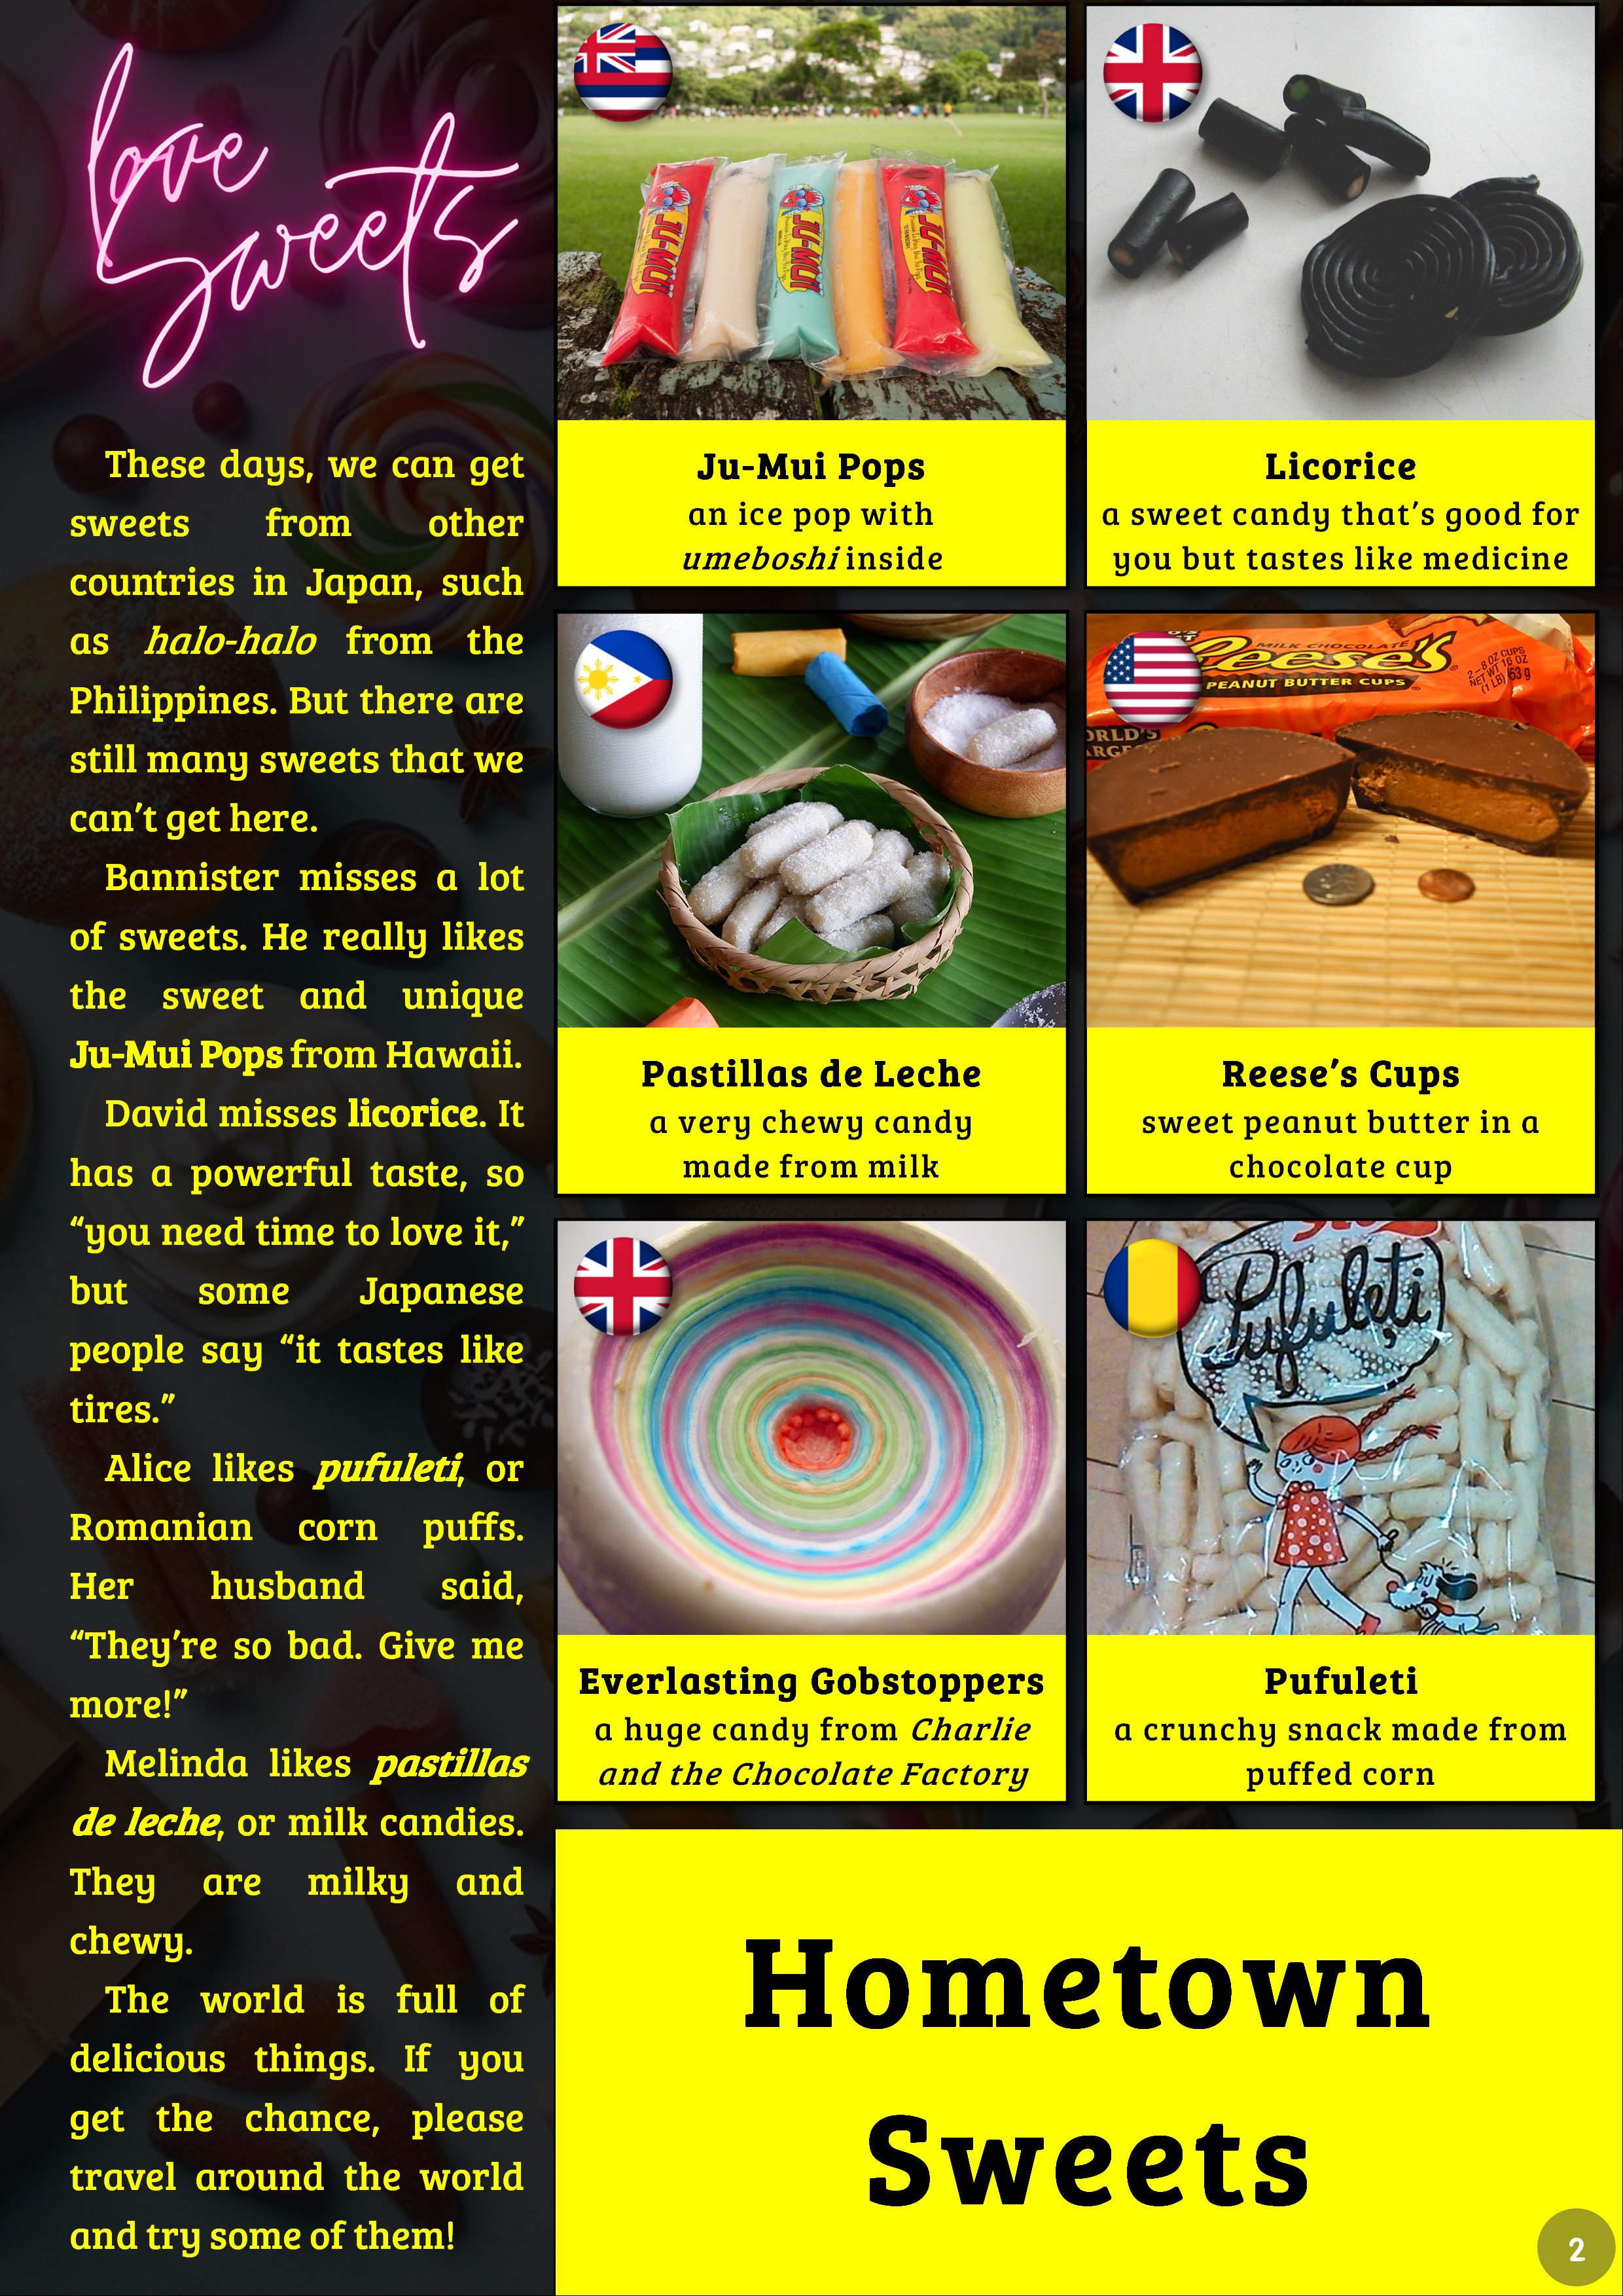 love
Sweets
These days, we can get
sweets from other
countries in Japan, such
as halo-halo from the
Philippines. But there are
still many sweets that we
can't get here.
Bannister misses a lot
of sweets. He really likes
the sweet and unique
Ju-Mui Pops from Hawaii.
David misses licorice. It
has a powerful taste, so
“you need time to love it,”
but some Japanese
people say “it tastes like
tires.”
Alice likes pufuleti, or
Romanian corn puffs.
Her husband said,
“They’re so bad. Give me
more!”
Melinda likes pastillas
de leche, or milk candies.
They are milky and
chewy.
The world is full of
delicious things. If you
get the chance, please
travel around the world
and try some of them!
JU-MUI
JU-MUI
JU-MUI
Ju-Mui Pops
an ice pop with
umeboshi inside
Licorice
a sweet candy that’s good for
you but tastes like medicine
Pastillas de Leche
a very chewy candy
made from milk
MILK CHOCOLATE
Reese's
PEANUT BUTTER CUPS
2 - 8 OZ CUPS
NET WT 16 OZ
(1 LB) 453 g
Reese’s Cups
sweet peanut butter in a
chocolate cup
Everlasting Gobstoppers
a huge candy from Charlie
and the Chocolate Factory
Pufuleți
Pufuleti
a crunchy snack made from
puffed corn
Hometown
Sweets
2